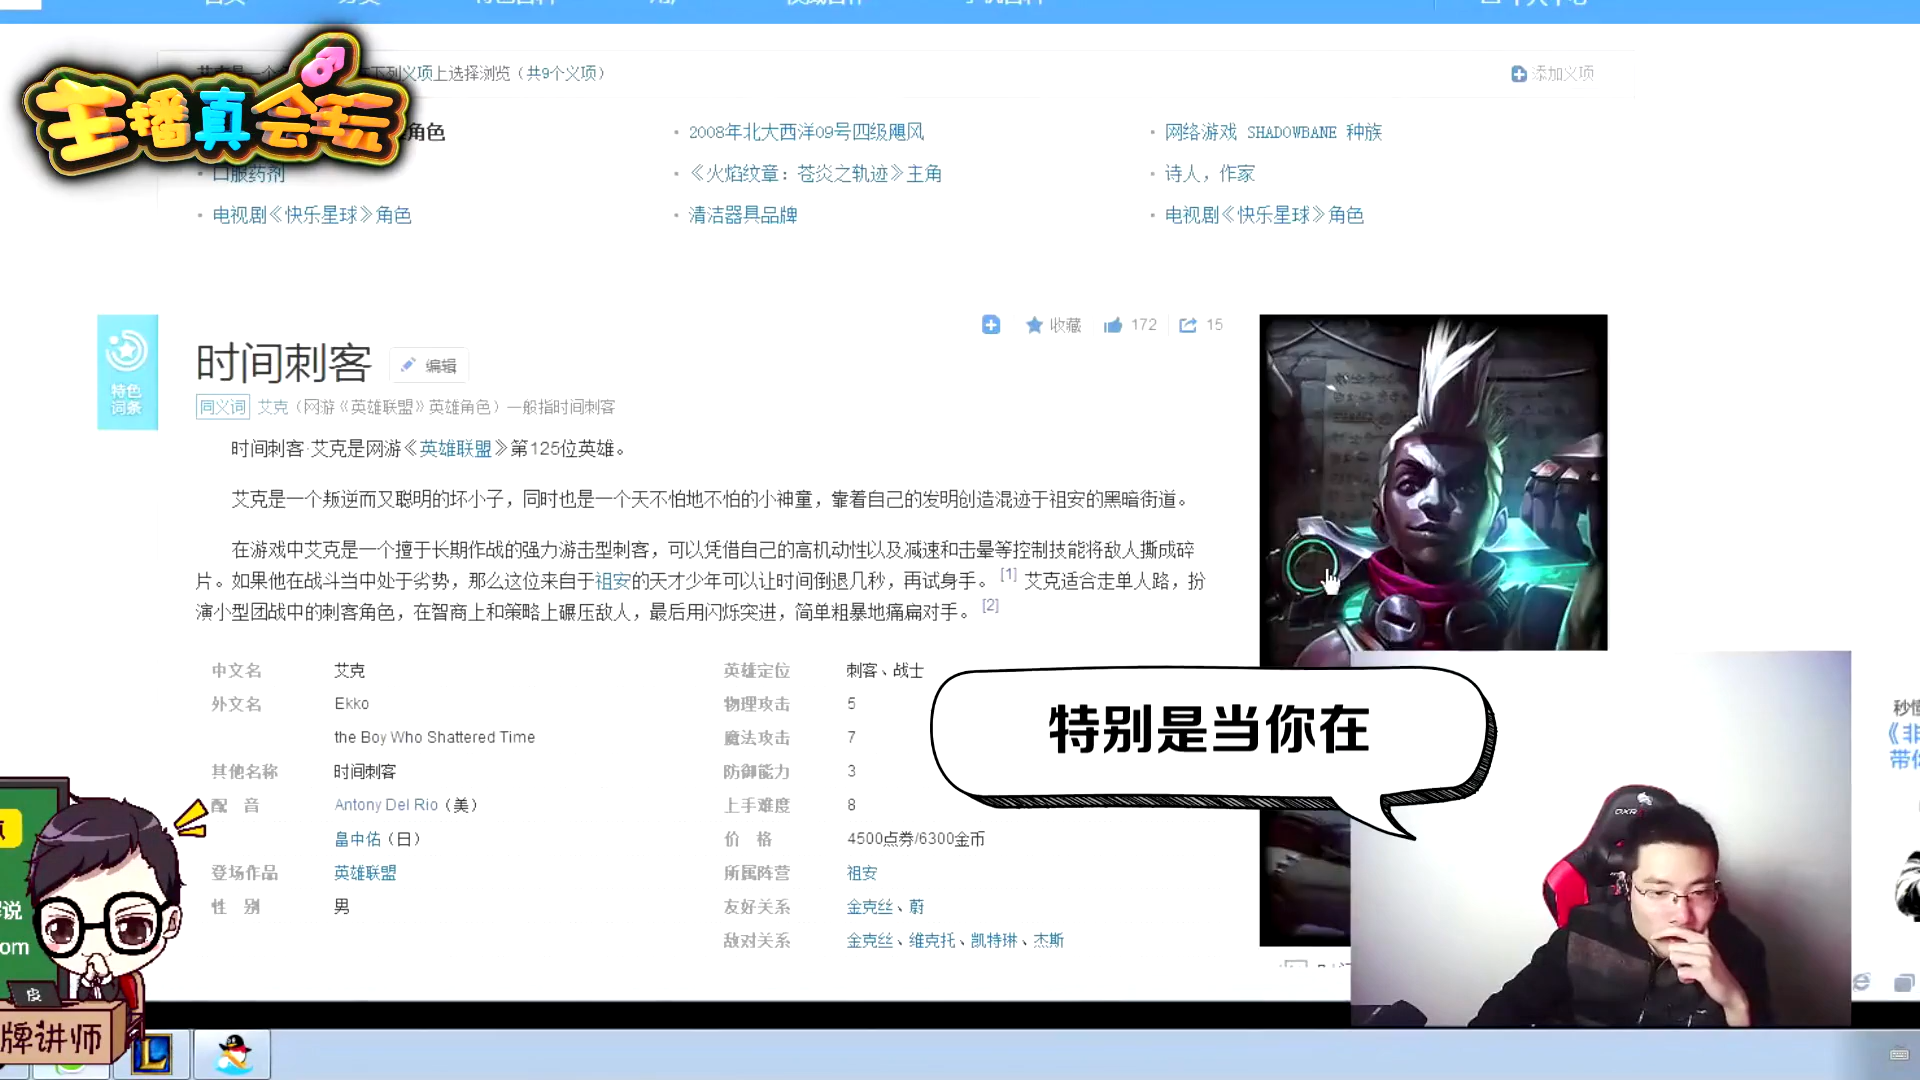 主播真会玩
下列义项上选择浏览（共9个义项）
添加义项
角色
· 2008年北大西洋09号四级飓风
· 网络游戏 SHADOWBANE 种族
· 口服药剂
· 《火焰纹章：苍炎之轨迹》主角
· 诗人，作家
· 电视剧《快乐星球》角色
· 清洁器具品牌
· 电视剧《快乐星球》角色
特色
词条
时间刺客
编辑
收藏
172
15
同义词 艾克（网游《英雄联盟》英雄角色）一般指时间刺客
时间刺客·艾克是网游《英雄联盟》第125位英雄。
艾克是一个叛逆而又聪明的坏小子，同时也是一个天不怕地不怕的小神童，靠着自己的发明创造混迹于祖安的黑暗街道。
在游戏中艾克是一个擅于长期作战的强力游击型刺客，可以凭借自己的高机动性以及减速和击晕等控制技能将敌人撕成碎
片。如果他在战斗当中处于劣势，那么这位来自于祖安的天才少年可以让时间倒退几秒，再试身手。 [1] 艾克适合走单人路，扮
演小型团战中的刺客角色，在智商上和策略上碾压敌人，最后用闪烁突进，简单粗暴地痛扁对手。 [2]
中文名 艾克
外文名 Ekko
the Boy Who Shattered Time
其他名称 时间刺客
配 音 Antony Del Rio（美）
畠中佑（日）
登场作品 英雄联盟
性 别 男
英雄定位 刺客、战士
物理攻击 5
魔法攻击 7
防御能力 3
上手难度 8
价 格 4500点券/6300金币
所属阵营 祖安
友好关系 金克丝、蔚
敌对关系 金克丝、维克托、凯特琳、杰斯
特别是当你在
秒懂
《非
带你
说
om
皮
牌讲师
L